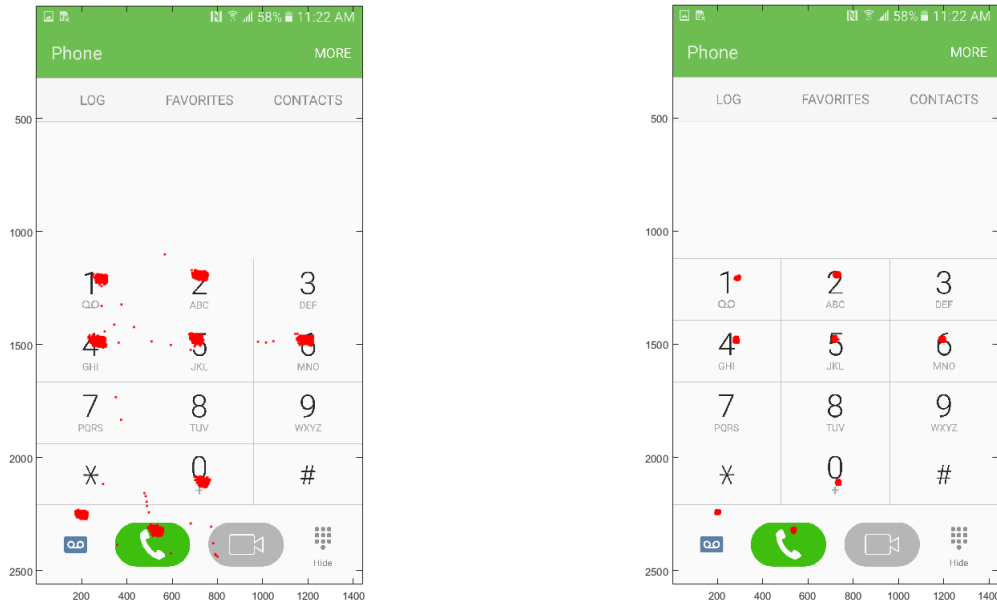 58% 11:22 AM
Phone MORE
LOG FAVORITES CONTACTS
500
1000
1 2 3
ABC DEF
1500
4 5 6
GHI JKL MNO
7 8 9
PQRS TUV WXYZ
2000
* 0 #
+
Hide
2500
200 400 600 800 1000 1200 1400
58% 11:22 AM
Phone MORE
LOG FAVORITES CONTACTS
500
1000
1 2 3
ABC DEF
1500
4 5 6
GHI JKL MNO
7 8 9
PQRS TUV WXYZ
2000
* 0 #
+
Hide
2500
200 400 600 800 1000 1200 1400